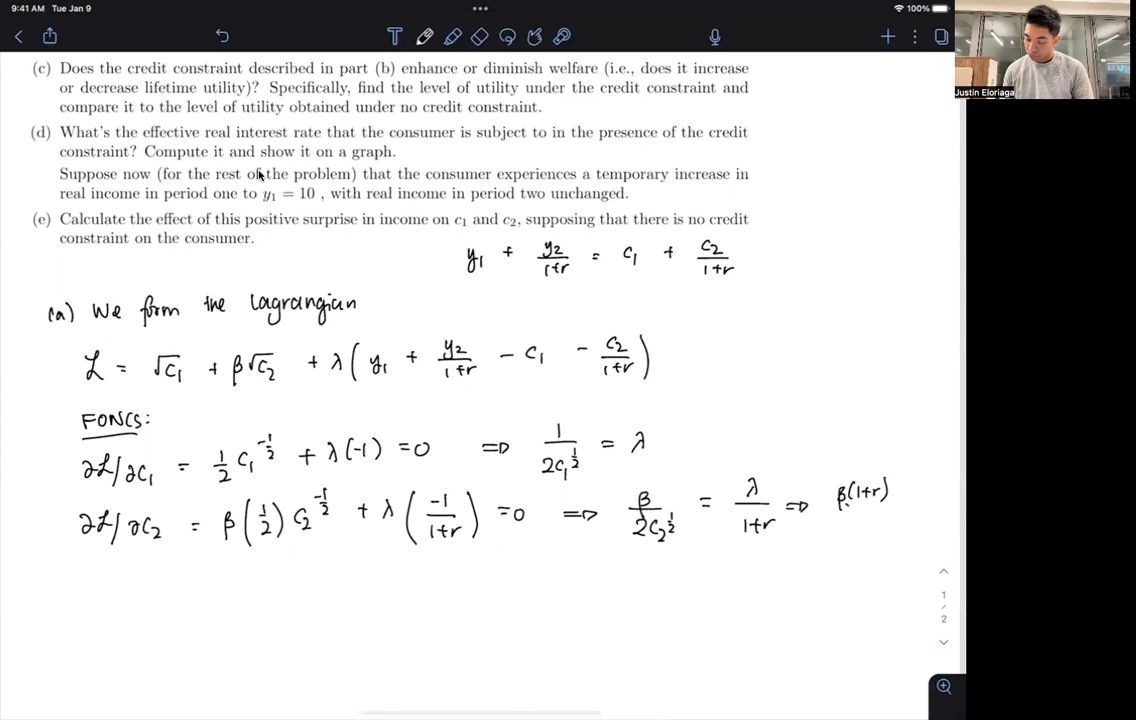 9:41 AM Tue Jan 9
100%
Justin Eloriaga
(c) Does the credit constraint described in part (b) enhance or diminish welfare (i.e., does it increase
or decrease lifetime utility)? Specifically, find the level of utility under the credit constraint and
compare it to the level of utility obtained under no credit constraint.
(d) What's the effective real interest rate that the consumer is subject to in the presence of the credit
constraint? Compute it and show it on a graph.
Suppose now (for the rest of the problem) that the consumer experiences a temporary increase in
real income in period one to y₁ = 10 , with real income in period two unchanged.
(e) Calculate the effect of this positive surprise in income on c₁ and c₂, supposing that there is no credit
constraint on the consumer.
y₁ + y₂/(1+r) = c₁ + c₂/(1+r)
(a) We form the Lagrangian
ℒ = √c₁ + β√c₂ + λ(y₁ + y₂/(1+r) - c₁ - c₂/(1+r))
FONCS:
∂ℒ/∂c₁ = 1/2 c₁^(-1/2) + λ(-1) = 0 ⇒ 1/(2c₁^(1/2)) = λ
∂ℒ/∂c₂ = β(1/2) c₂^(-1/2) + λ(-1/(1+r)) = 0 ⇒ β/(2c₂^(1/2)) = λ/(1+r) ⇒ β(1+r)
1
/
2